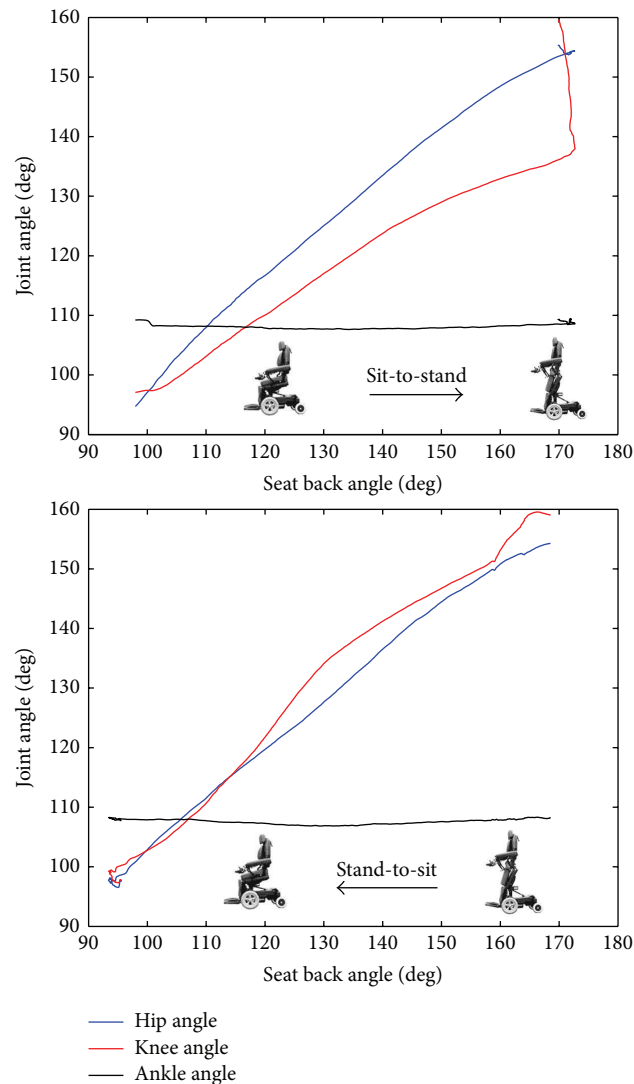 160
150
140
130
120
110
100
90
Joint angle (deg)
Sit-to-stand
90 100 110 120 130 140 150 160 170 180
Seat back angle (deg)
160
150
140
130
120
110
100
90
Joint angle (deg)
Stand-to-sit
90 100 110 120 130 140 150 160 170 180
Seat back angle (deg)
Hip angle
Knee angle
Ankle angle